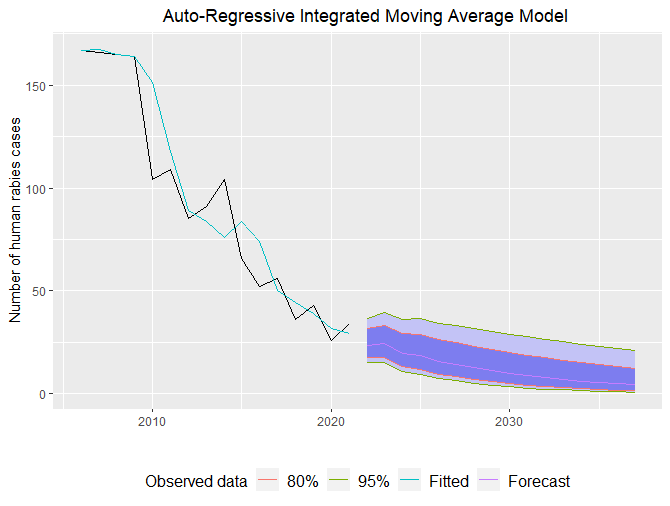 Auto-Regressive Integrated Moving Average Model
Number of human rabies cases
150
100
50
0
2010 2020 2030
Observed data 80% 95% Fitted Forecast